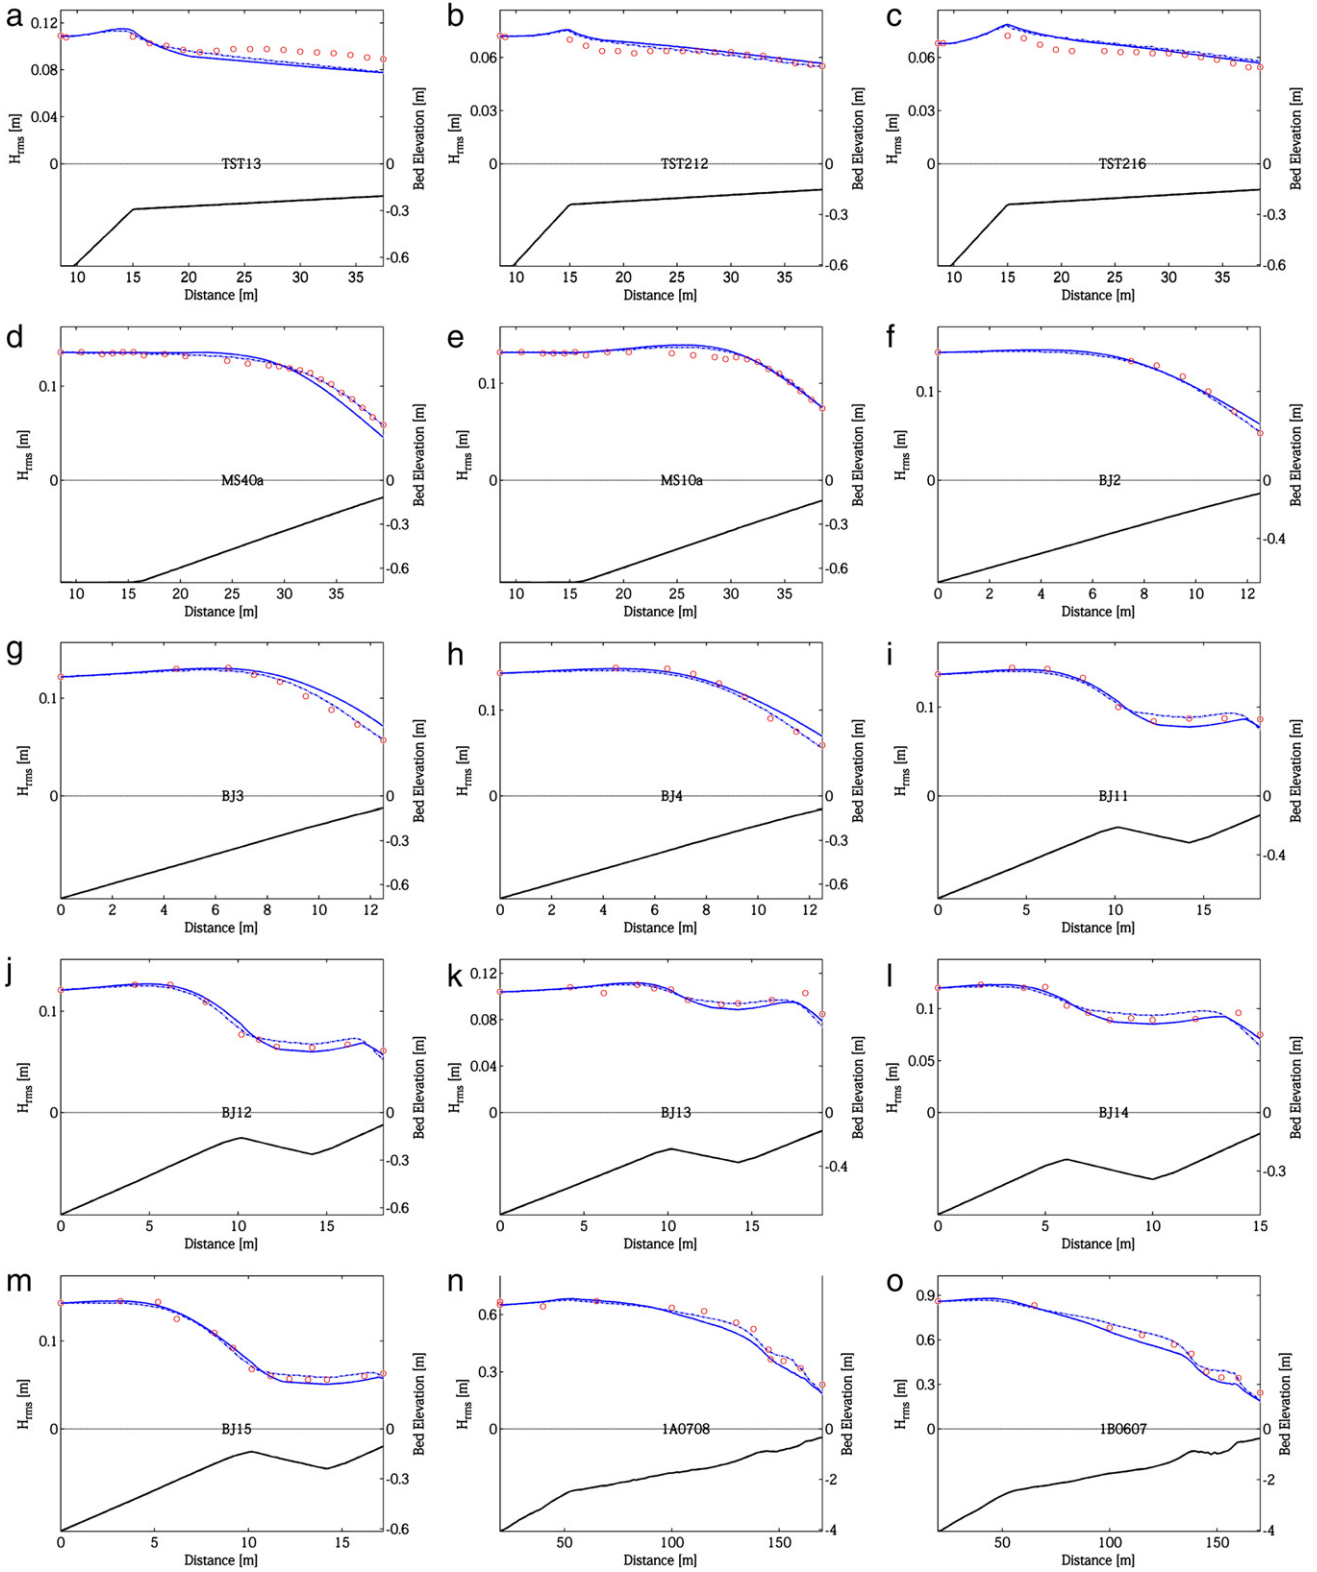 a
0.12
0.08
0.04
0
0
-0.3
-0.6
H_rms [m]
Bed Elevation [m]
TST13
10 15 20 25 30 35
Distance [m]
b
0.06
0.03
0
0
-0.3
-0.6
H_rms [m]
Bed Elevation [m]
TST212
10 15 20 25 30 35
Distance [m]
c
0.06
0.03
0
0
-0.3
-0.6
H_rms [m]
Bed Elevation [m]
TST216
10 15 20 25 30 35
Distance [m]
d
0.1
0
0
-0.3
-0.6
H_rms [m]
Bed Elevation [m]
MS40a
10 15 20 25 30 35
Distance [m]
e
0.1
0
0
-0.3
-0.6
H_rms [m]
Bed Elevation [m]
MS10a
10 15 20 25 30 35
Distance [m]
f
0.1
0
0
-0.4
H_rms [m]
Bed Elevation [m]
BJ2
0 2 4 6 8 10 12
Distance [m]
g
0.1
0
0
-0.3
-0.6
H_rms [m]
Bed Elevation [m]
BJ3
0 2 4 6 8 10 12
Distance [m]
h
0.1
0
0
-0.3
-0.6
H_rms [m]
Bed Elevation [m]
BJ4
0 2 4 6 8 10 12
Distance [m]
i
0.1
0
0
-0.4
H_rms [m]
Bed Elevation [m]
BJ11
0 5 10 15
Distance [m]
j
0.1
0
0
-0.3
-0.6
H_rms [m]
Bed Elevation [m]
BJ12
0 5 10 15
Distance [m]
k
0.12
0.08
0.04
0
0
-0.4
H_rms [m]
Bed Elevation [m]
BJ13
0 5 10 15
Distance [m]
l
0.1
0.05
0
0
-0.3
H_rms [m]
Bed Elevation [m]
BJ14
0 5 10 15
Distance [m]
m
0.1
0
0
-0.3
-0.6
H_rms [m]
Bed Elevation [m]
BJ15
0 5 10 15
Distance [m]
n
0.6
0.3
0
0
-2
-4
H_rms [m]
Bed Elevation [m]
1A0708
50 100 150
Distance [m]
o
0.9
0.6
0.3
0
0
-2
-4
H_rms [m]
Bed Elevation [m]
1B0607
50 100 150
Distance [m]